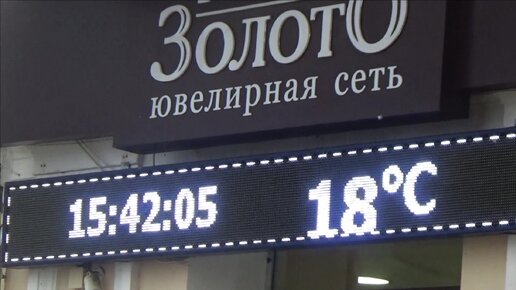 Золото
ювелирная сеть
15:42:05 18°C